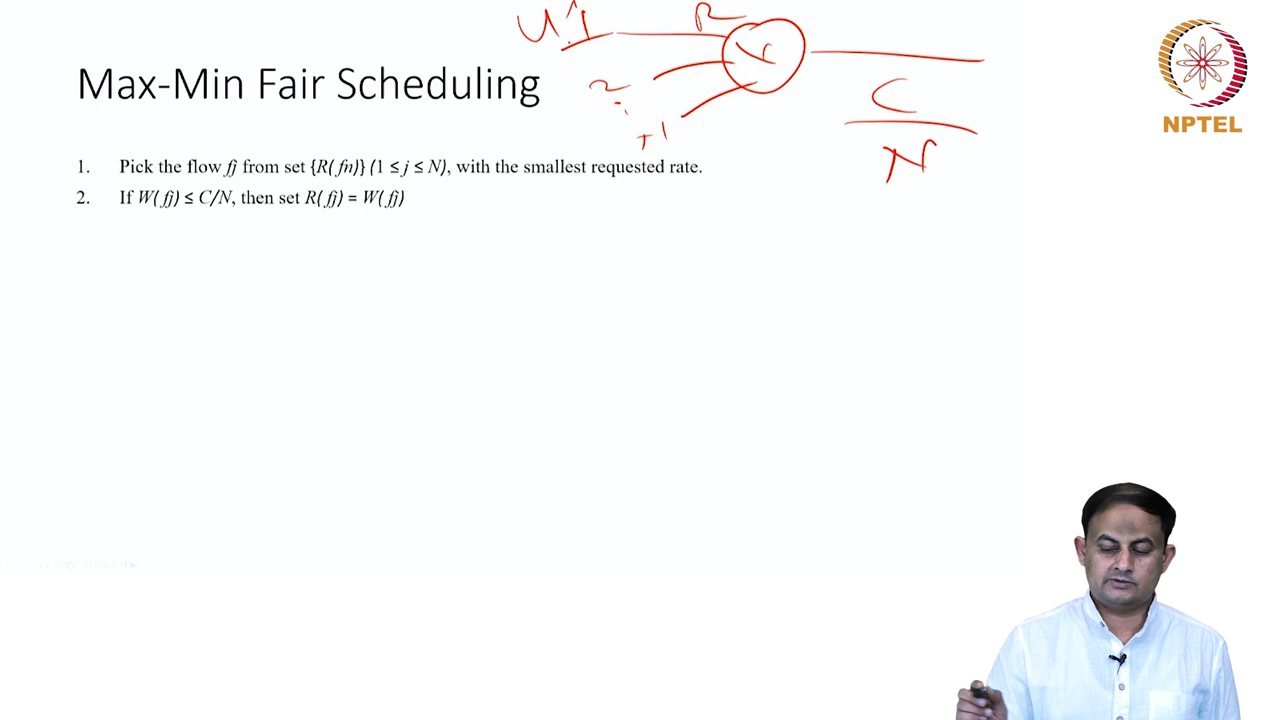 Max-Min Fair Scheduling
1. Pick the flow fj from set {R( fn)} (1 ≤ j ≤ N), with the smallest requested rate.
2. If W( fj) ≤ C/N, then set R( fj) = W( fj)
R
2
C
N
NPTEL